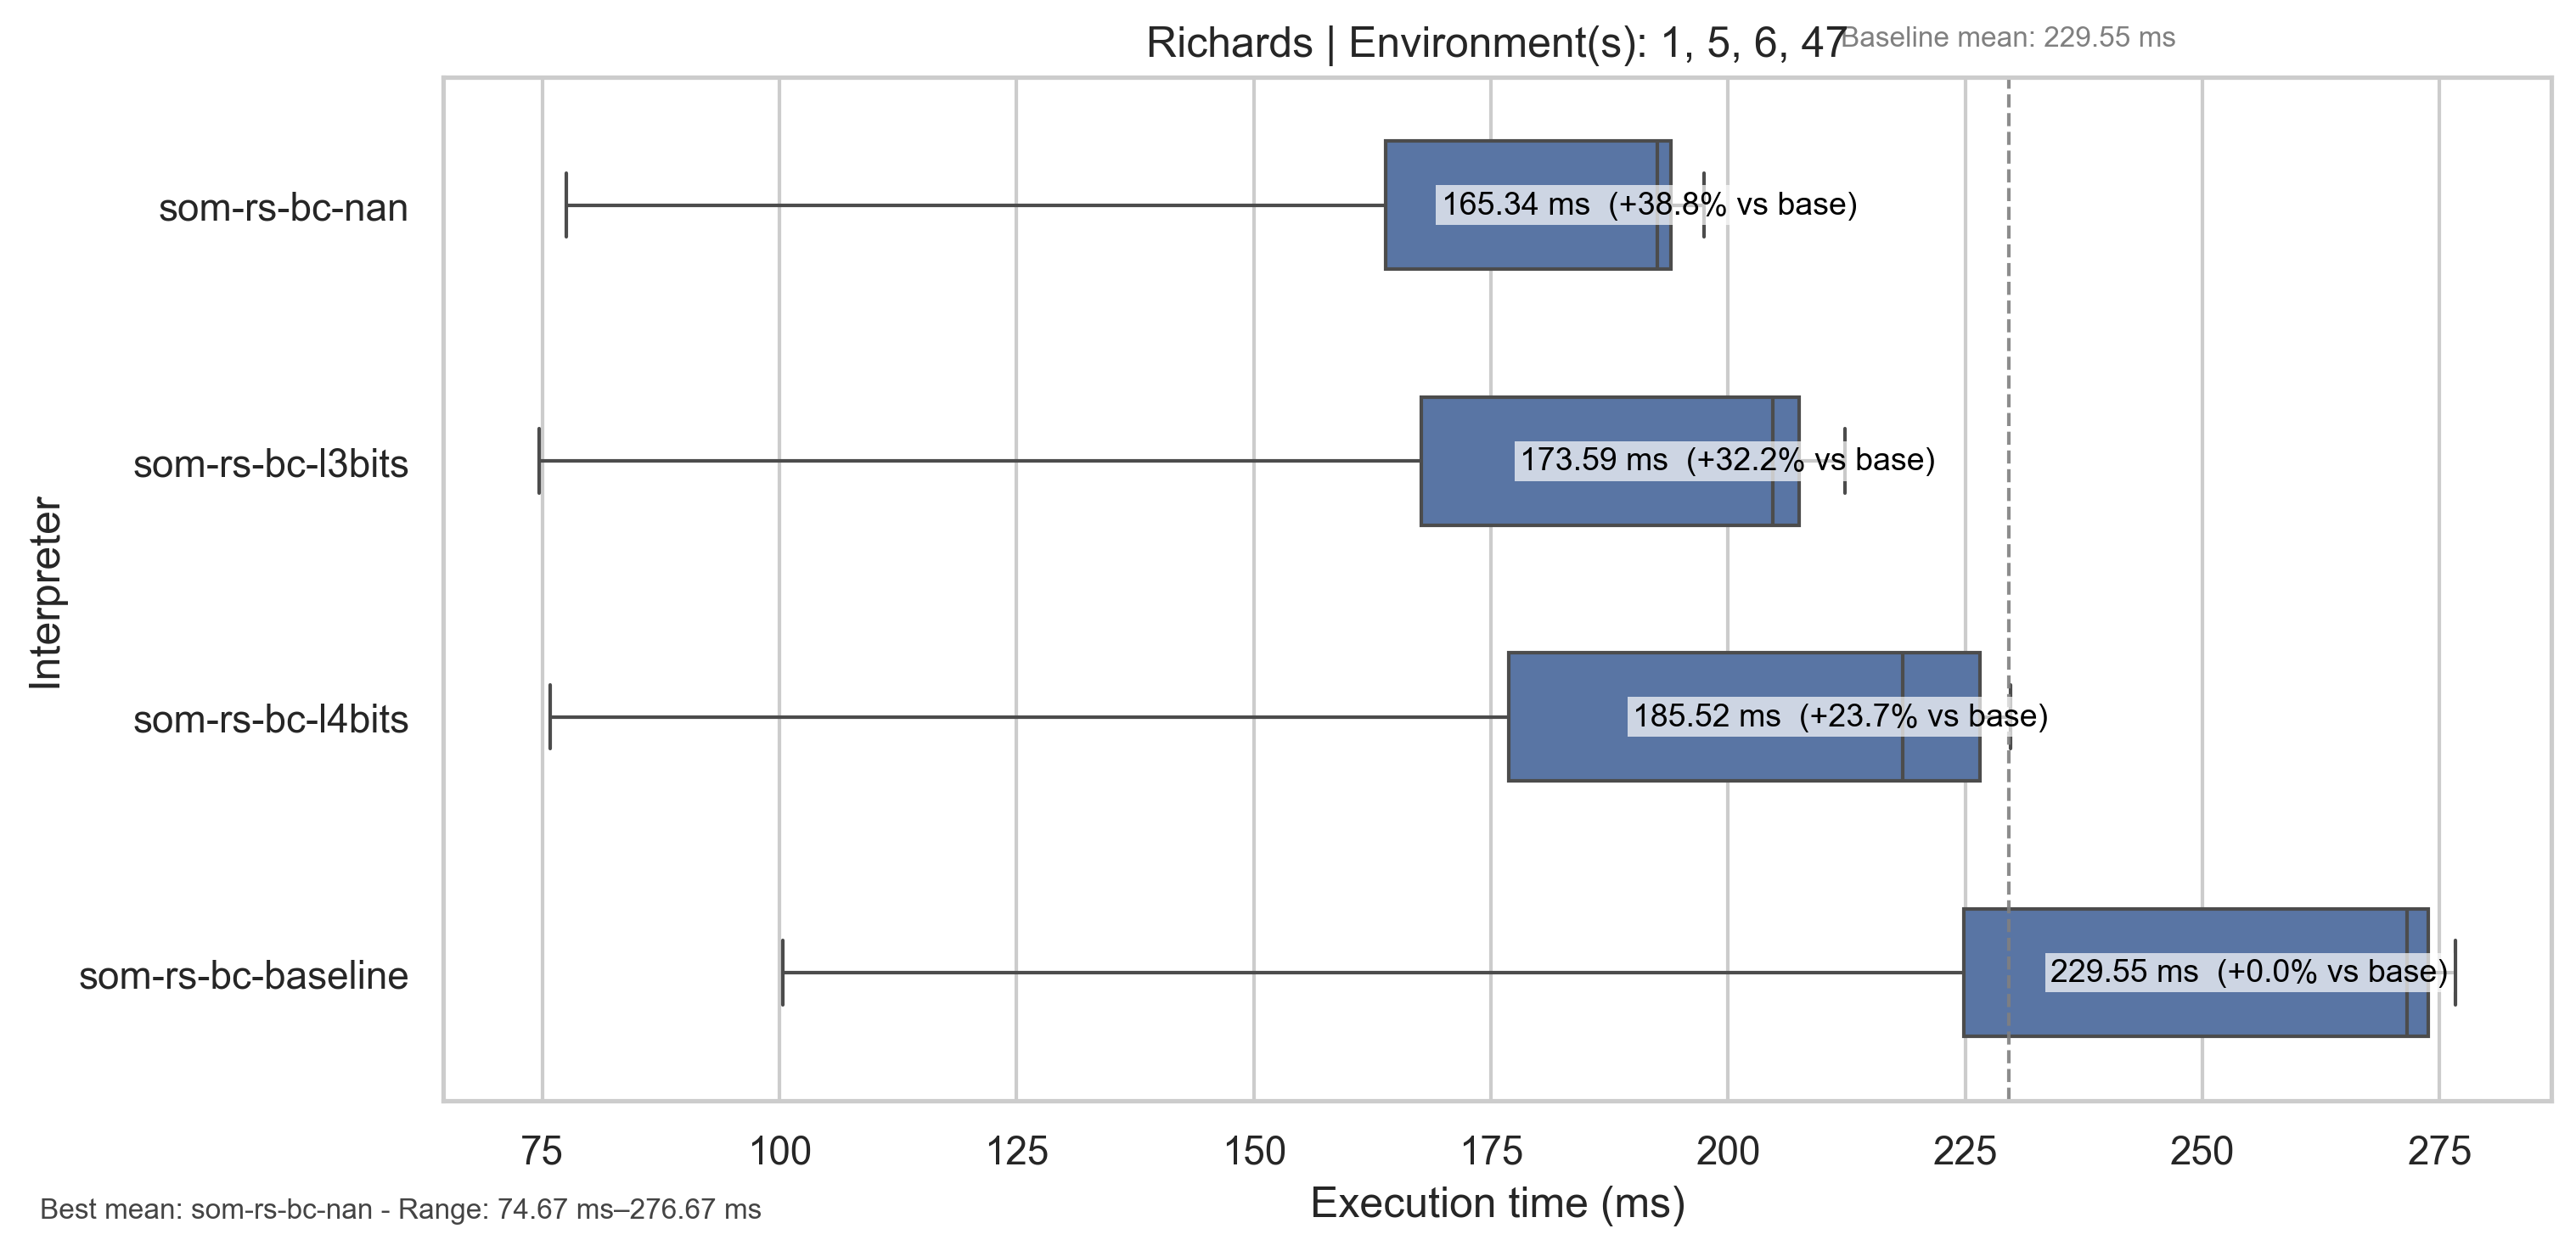 Richards | Environment(s): 1, 5, 6, 47
Baseline mean: 229.55 ms
som-rs-bc-nan
165.34 ms  (+38.8% vs base)
som-rs-bc-l3bits
173.59 ms  (+32.2% vs base)
som-rs-bc-l4bits
185.52 ms  (+23.7% vs base)
som-rs-bc-baseline
229.55 ms  (+0.0% vs base)
Interpreter
75 100 125 150 175 200 225 250 275
Execution time (ms)
Best mean: som-rs-bc-nan - Range: 74.67 ms–276.67 ms